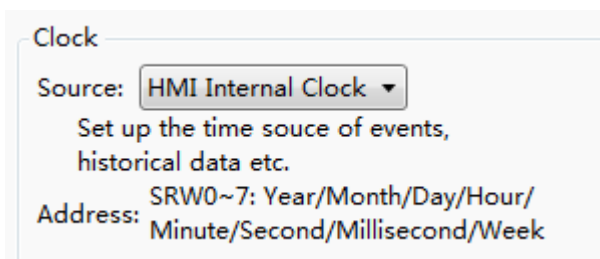 Clock
Source: HMI Internal Clock
Set up the time souce of events,
historical data etc.
Address: SRW0~7: Year/Month/Day/Hour/
Minute/Second/Millisecond/Week